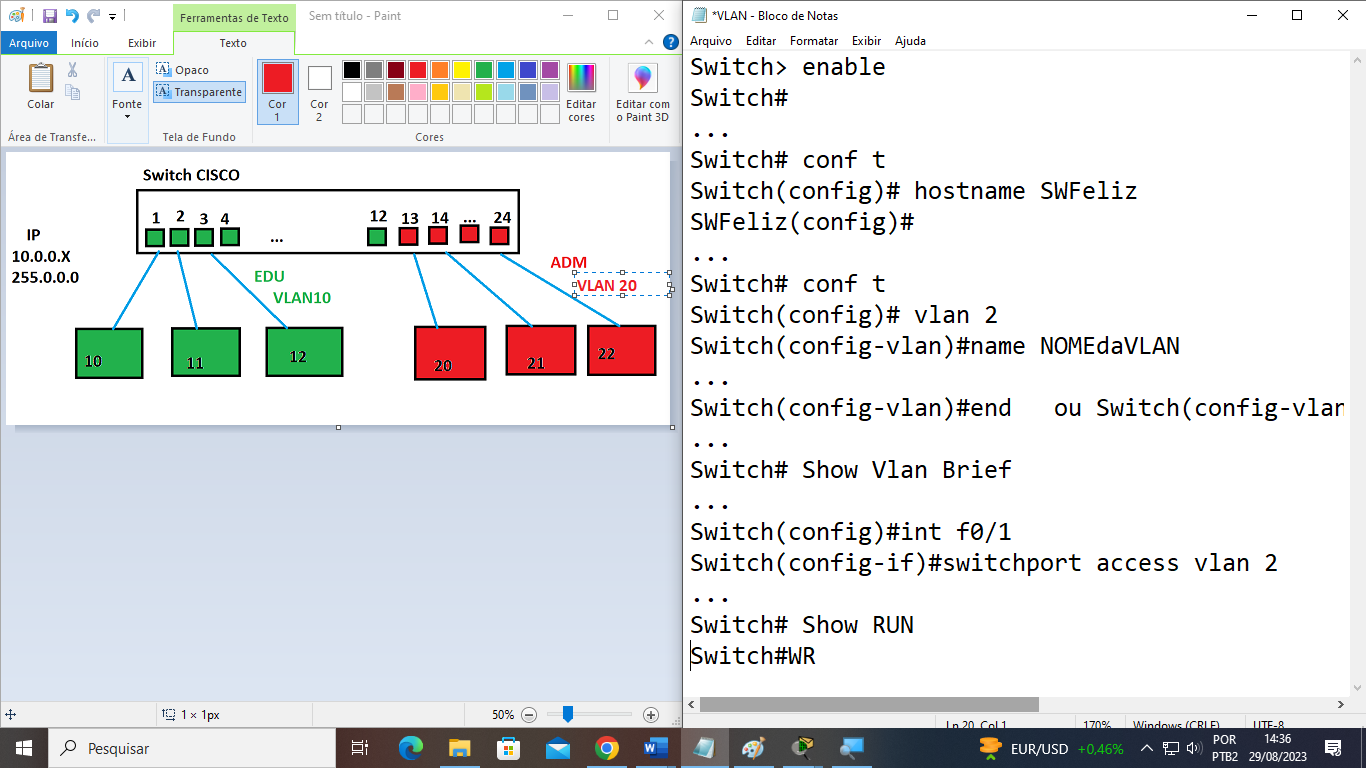 Ferramentas de Texto
Sem título - Paint
Arquivo
Início
Exibir
Texto
Colar
Fonte
Opaco
Transparente
Cor
1
Cor
2
Editar
cores
Editar com
o Paint 3D
Área de Transfe...
Tela de Fundo
Cores
Switch CISCO
1 2 3 4 ... 12 13 14 ... 24
IP
10.0.0.X
255.0.0.0
EDU
VLAN10
ADM
VLAN 20
10 11 12 20 21 22
1 × 1px
50%
*VLAN - Bloco de Notas
Arquivo Editar Formatar Exibir Ajuda
Switch> enable
Switch#
...
Switch# conf t
Switch(config)# hostname SWFeliz
SWFeliz(config)#
...
Switch# conf t
Switch(config)# vlan 2
Switch(config-vlan)#name NOMEdaVLAN
...
Switch(config-vlan)#end ou Switch(config-vlan
...
Switch# Show Vlan Brief
...
Switch(config)#int f0/1
Switch(config-if)#switchport access vlan 2
...
Switch# Show RUN
Switch#WR
Ln 20, Col 1
170%
Windows (CRLF)
UTF-8
Pesquisar
EUR/USD +0,46%
POR
PTB2
14:36
29/08/2023